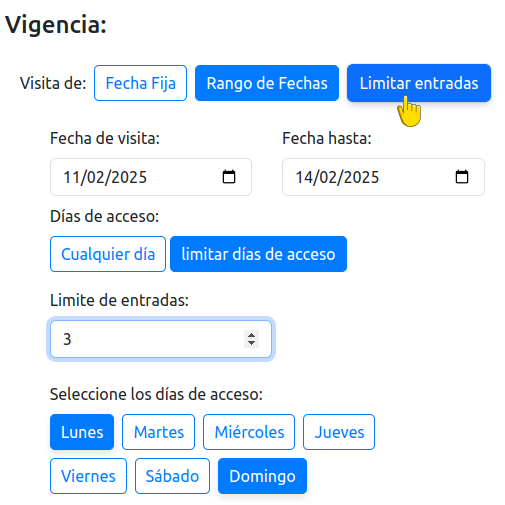 Vigencia:
Visita de: Fecha Fija Rango de Fechas Limitar entradas
Fecha de visita: Fecha hasta:
11/02/2025 14/02/2025
Días de acceso:
Cualquier día limitar días de acceso
Limite de entradas:
3
Seleccione los días de acceso:
Lunes Martes Miércoles Jueves
Viernes Sábado Domingo